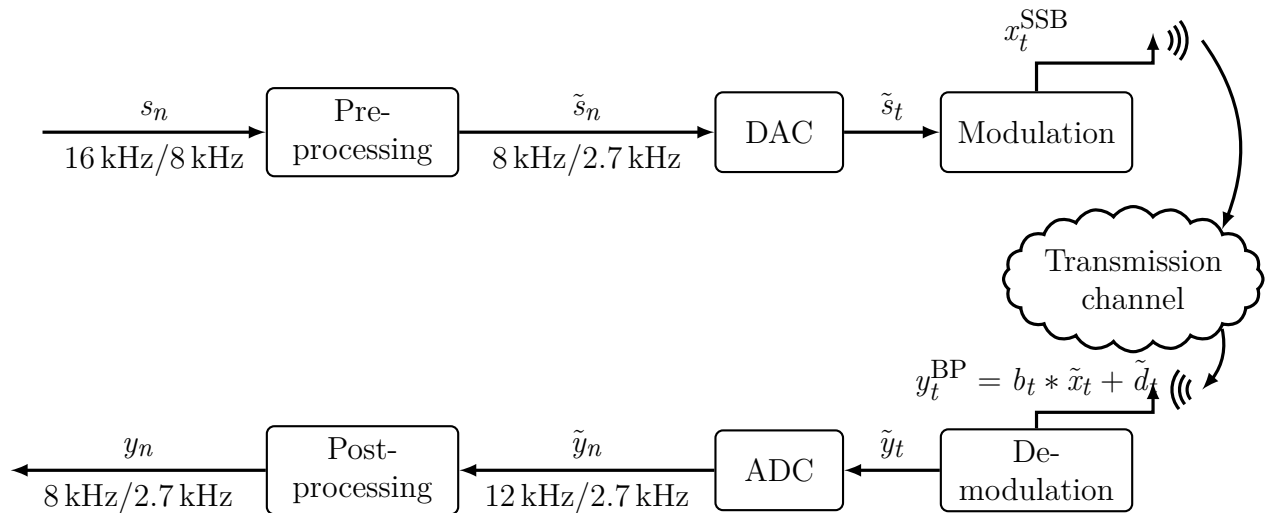 x_t^SSB
s_n
16 kHz/8 kHz
Pre-
processing
s̃_n
8 kHz/2.7 kHz
DAC
s̃_t
Modulation
Transmission
channel
y_t^BP = b_t * x̃_t + d̃_t
y_n
8 kHz/2.7 kHz
Post-
processing
ỹ_n
12 kHz/2.7 kHz
ADC
ỹ_t
De-
modulation